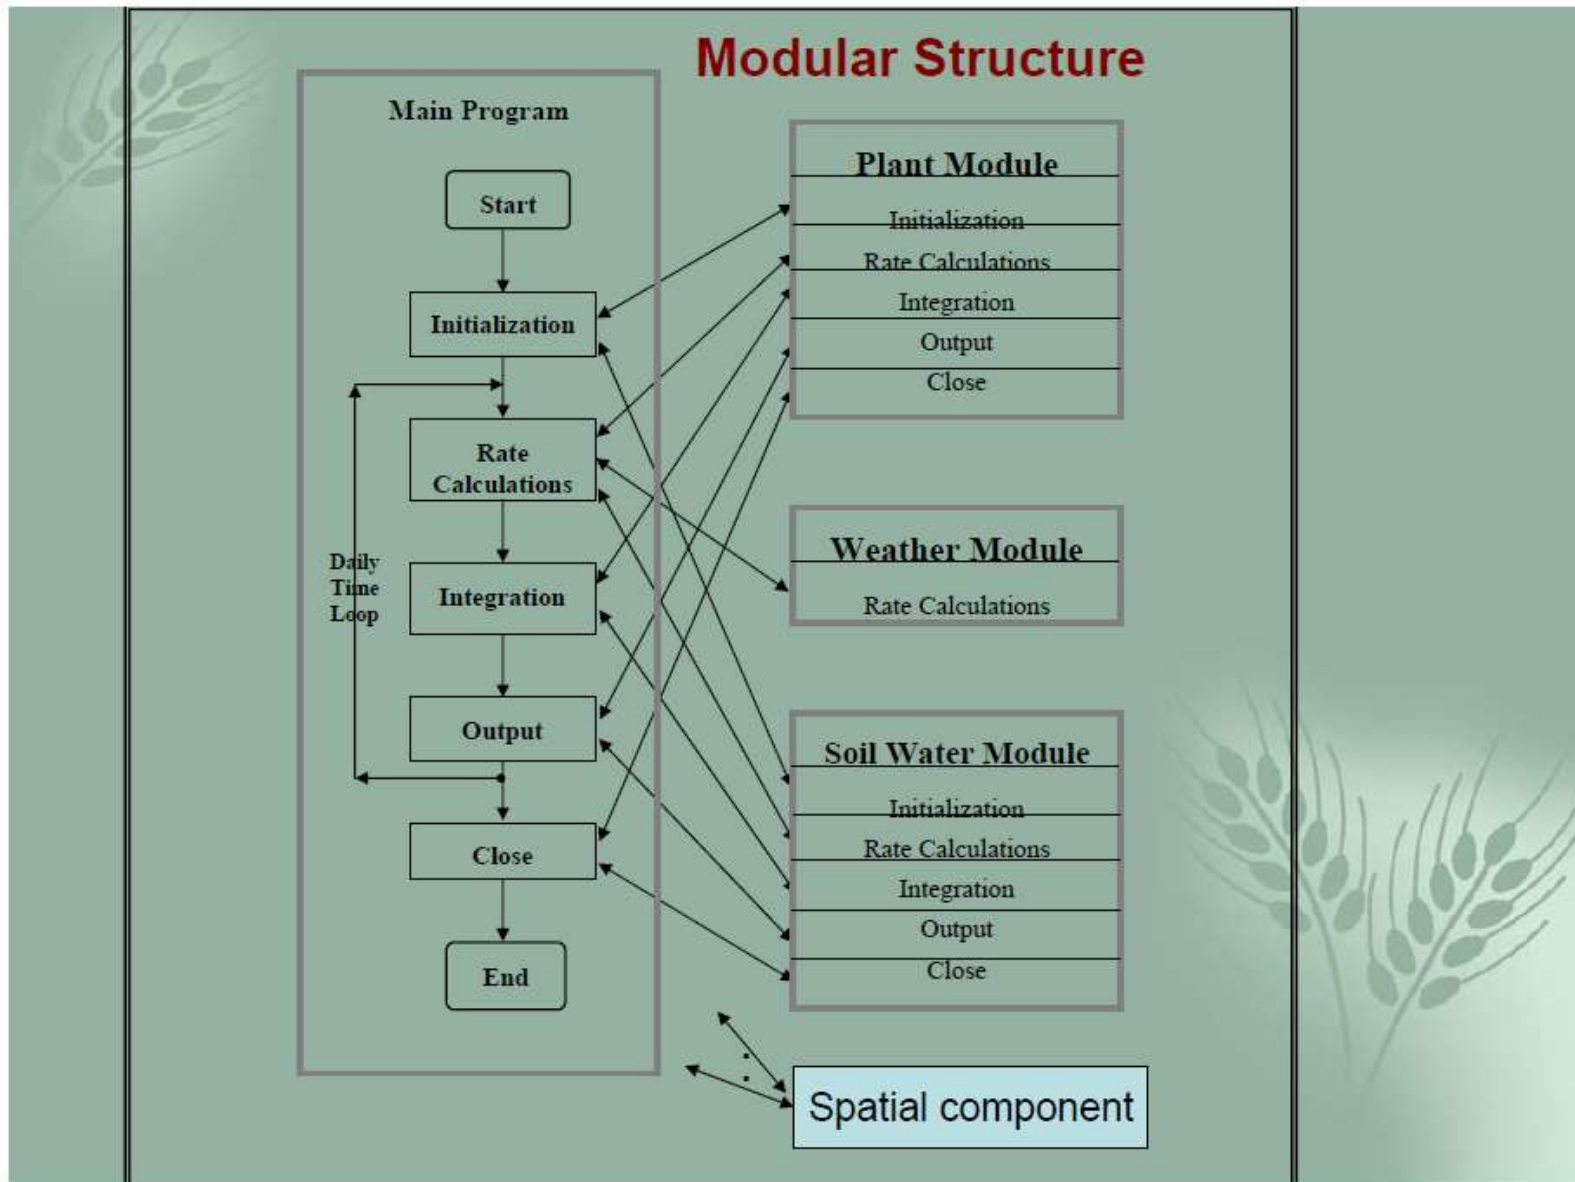 Modular Structure
Main Program
Start
Initialization
Rate
Calculations
Daily
Time
Loop
Integration
Output
Close
End
Plant Module
Initialization
Rate Calculations
Integration
Output
Close
Weather Module
Rate Calculations
Soil Water Module
Initialization
Rate Calculations
Integration
Output
Close
Spatial component